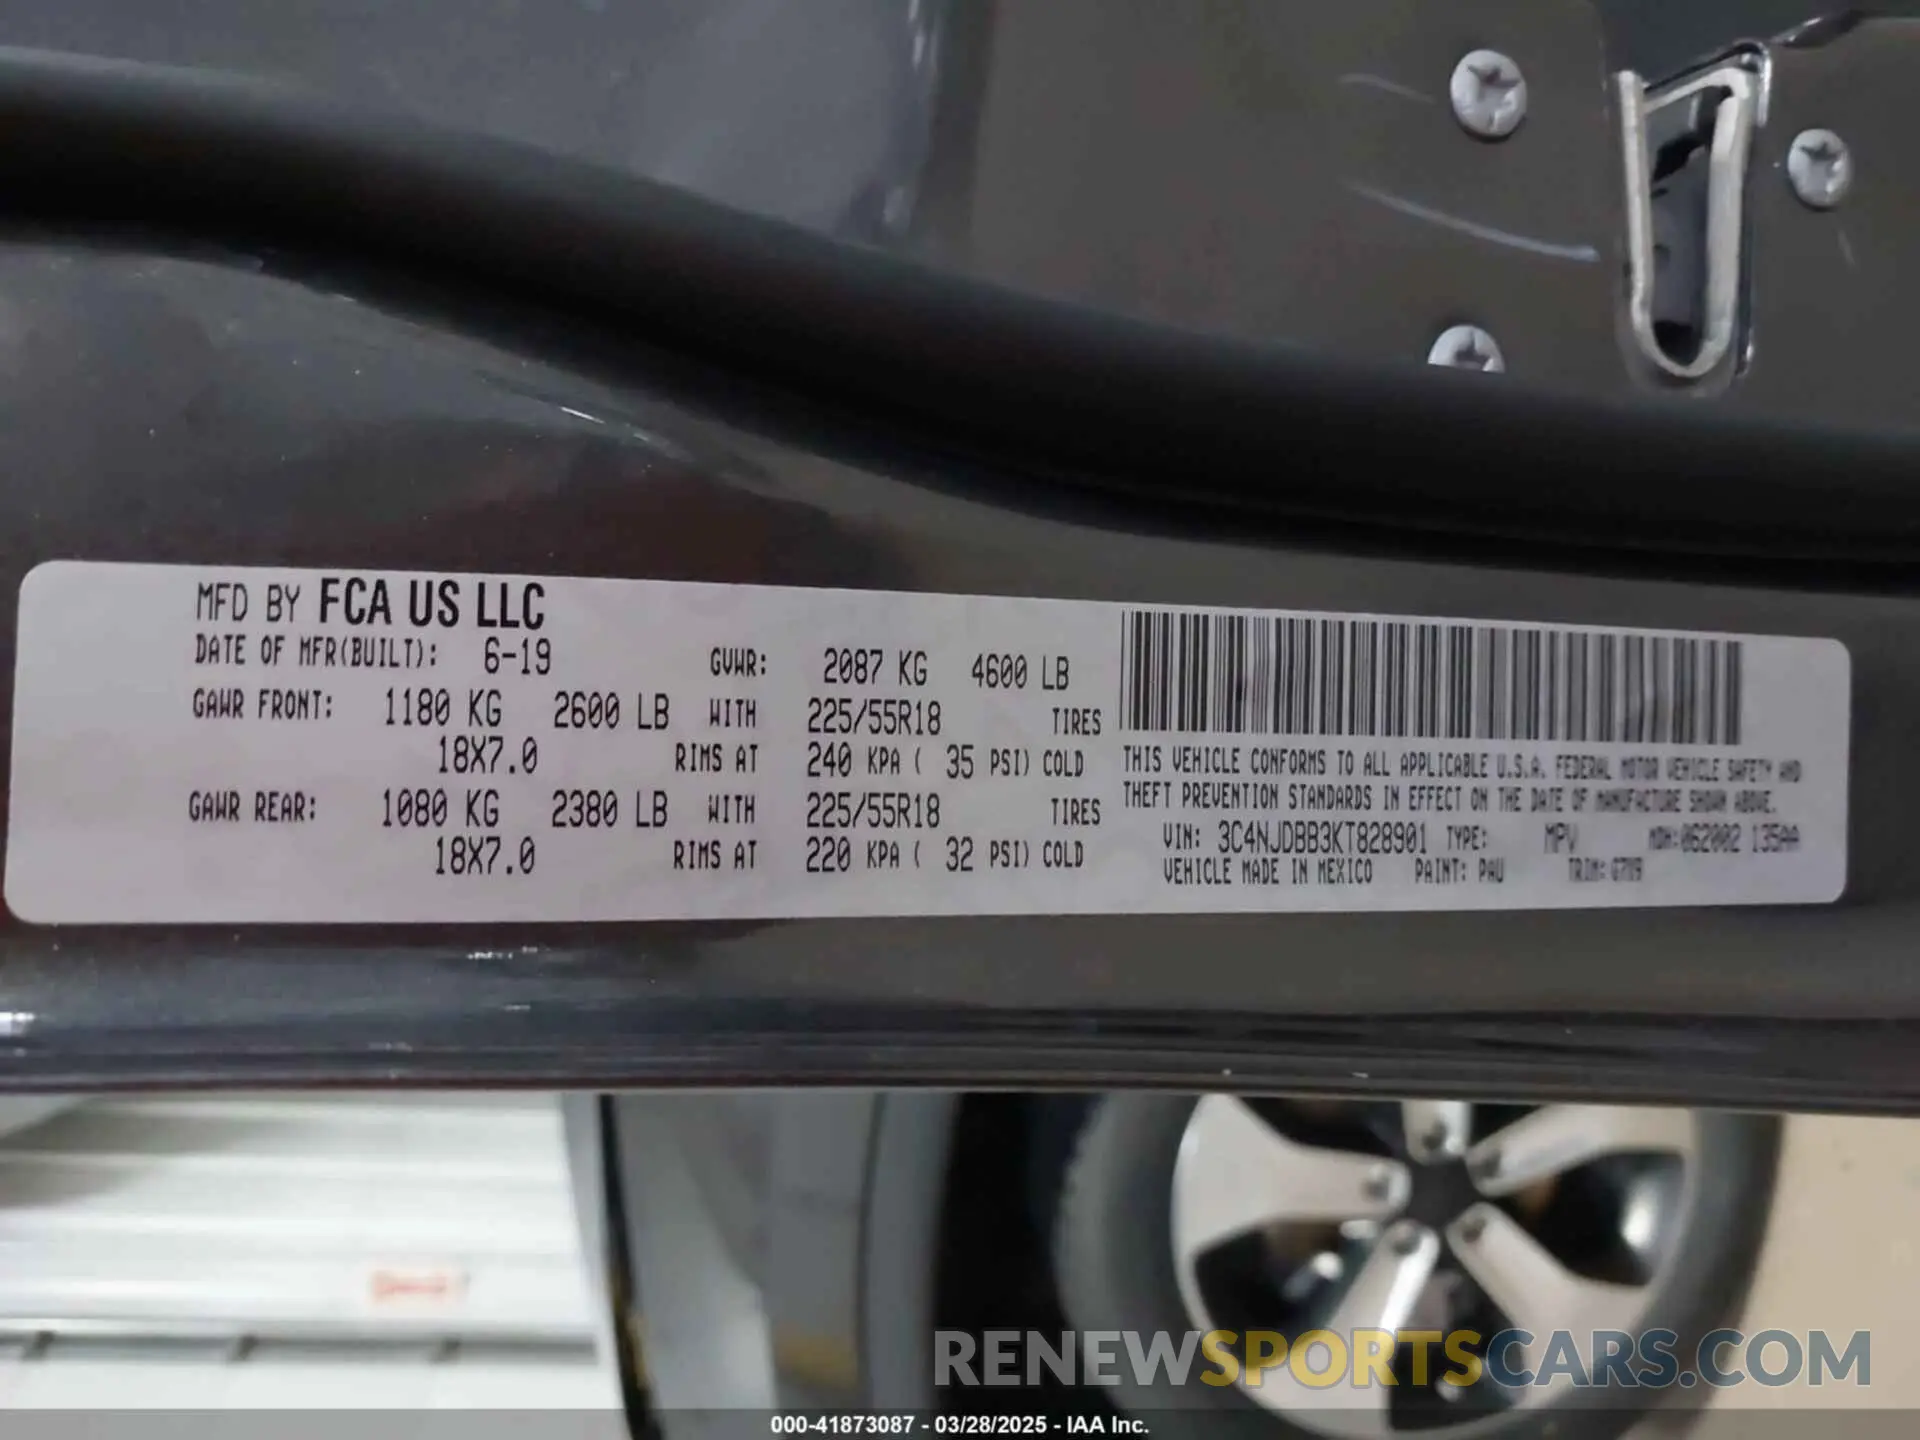 MFD BY FCA US LLC
DATE OF MFR(BUILT): 6-19 GVWR: 2087 KG 4600 LB
GAWR FRONT: 1180 KG 2600 LB WITH 225/55R18 TIRES
18X7.0 RIMS AT 240 KPA ( 35 PSI) COLD
GAWR REAR: 1080 KG 2380 LB WITH 225/55R18 TIRES
18X7.0 RIMS AT 220 KPA ( 32 PSI) COLD
THIS VEHICLE CONFORMS TO ALL APPLICABLE U.S.A. FEDERAL MOTOR VEHICLE SAFETY AND
THEFT PREVENTION STANDARDS IN EFFECT ON THE DATE OF MANUFACTURE SHOWN ABOVE.
VIN: 3C4NJDBB3KT828901 TYPE: MPV MDH:062002 135AA
VEHICLE MADE IN MEXICO PAINT: PAU TRIM:
RENEWSPORTSCARS.COM
000-41873087 - 03/28/2025 - IAA Inc.